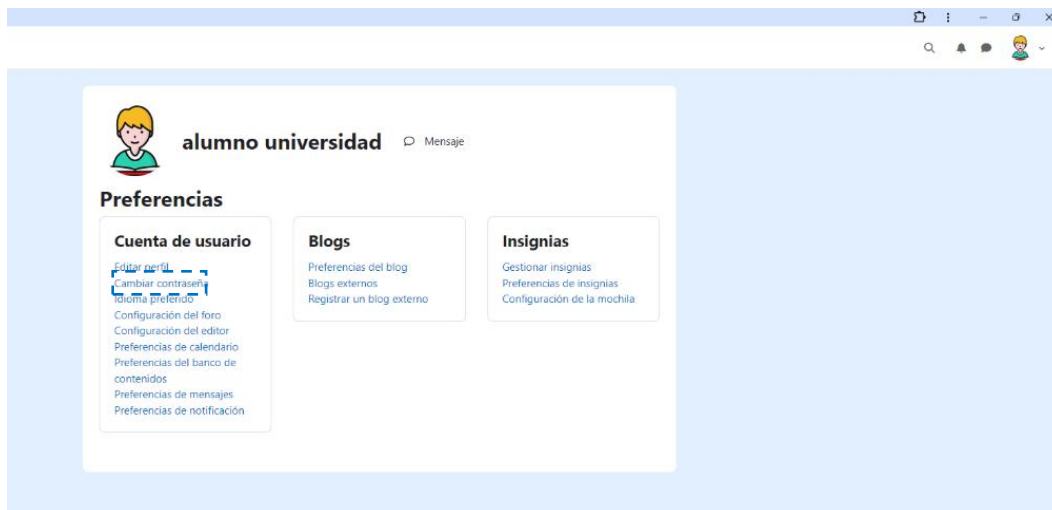 alumno universidad
Mensaje
Preferencias
Cuenta de usuario
Editar perfil
Cambiar contraseña
Idioma preferido
Configuración del foro
Configuración del editor
Preferencias de calendario
Preferencias del banco de
contenidos
Preferencias de mensajes
Preferencias de notificación
Blogs
Preferencias del blog
Blogs externos
Registrar un blog externo
Insignias
Gestionar insignias
Preferencias de insignias
Configuración de la mochila